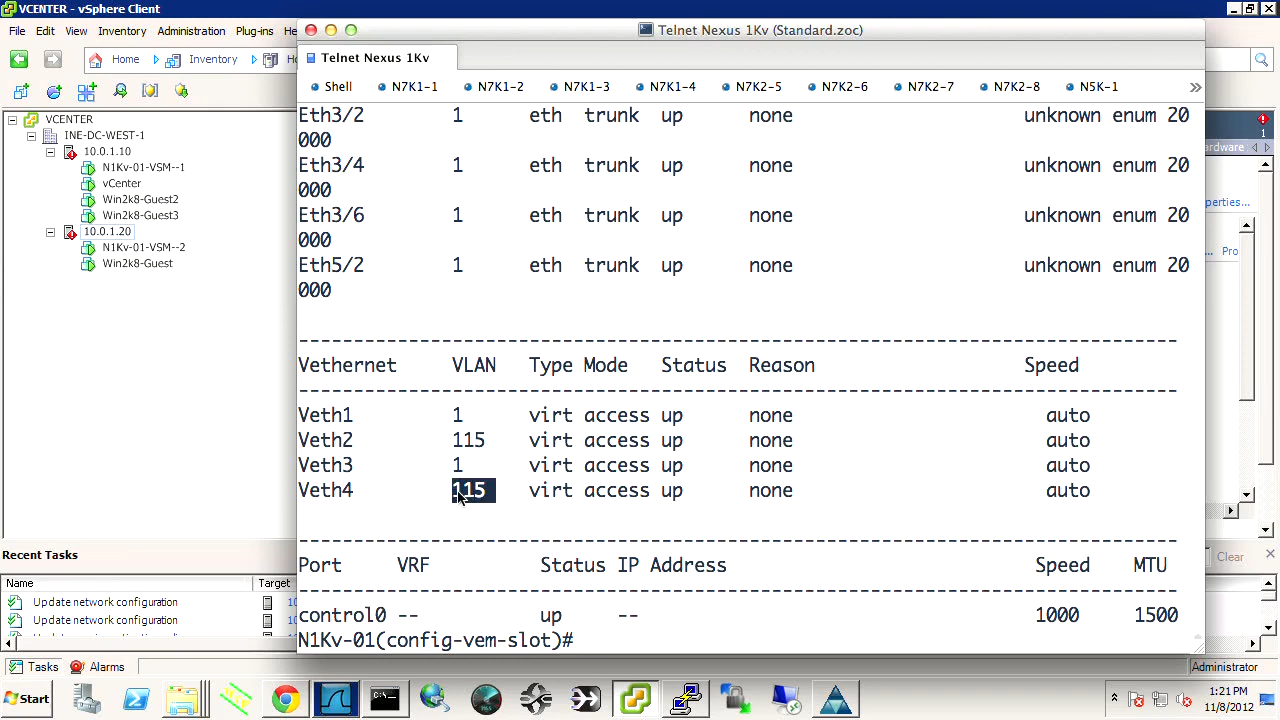 VCENTER - vSphere Client
File Edit View Inventory Administration Plug-ins He
Home Inventory
VCENTER
INE-DC-WEST-1
10.0.1.10
N1Kv-01-VSM--1
vCenter
Win2k8-Guest2
Win2k8-Guest3
10.0.1.20
N1Kv-01-VSM--2
Win2k8-Guest
Telnet Nexus 1Kv (Standard.zoc)
Telnet Nexus 1Kv
Shell N7K1-1 N7K1-2 N7K1-3 N7K1-4 N7K2-5 N7K2-6 N7K2-7 N7K2-8 N5K-1 »
Eth3/2 1 eth trunk up none unknown enum 20
000
Eth3/4 1 eth trunk up none unknown enum 20
000
Eth3/6 1 eth trunk up none unknown enum 20
000
Eth5/2 1 eth trunk up none unknown enum 20
000
--------------------------------------------------------------------------------
Vethernet VLAN Type Mode Status Reason Speed
--------------------------------------------------------------------------------
Veth1 1 virt access up none auto
Veth2 115 virt access up none auto
Veth3 1 virt access up none auto
Veth4 115 virt access up none auto
--------------------------------------------------------------------------------
Port VRF Status IP Address Speed MTU
--------------------------------------------------------------------------------
control0 -- up -- 1000 1500
N1Kv-01(config-vem-slot)#
1
ardware
operties...
Pro
Clear
Recent Tasks
Name Target
Update network configuration 10
Update network configuration 10
Tasks Alarms
Administrator
Start
1:21 PM
11/8/2012